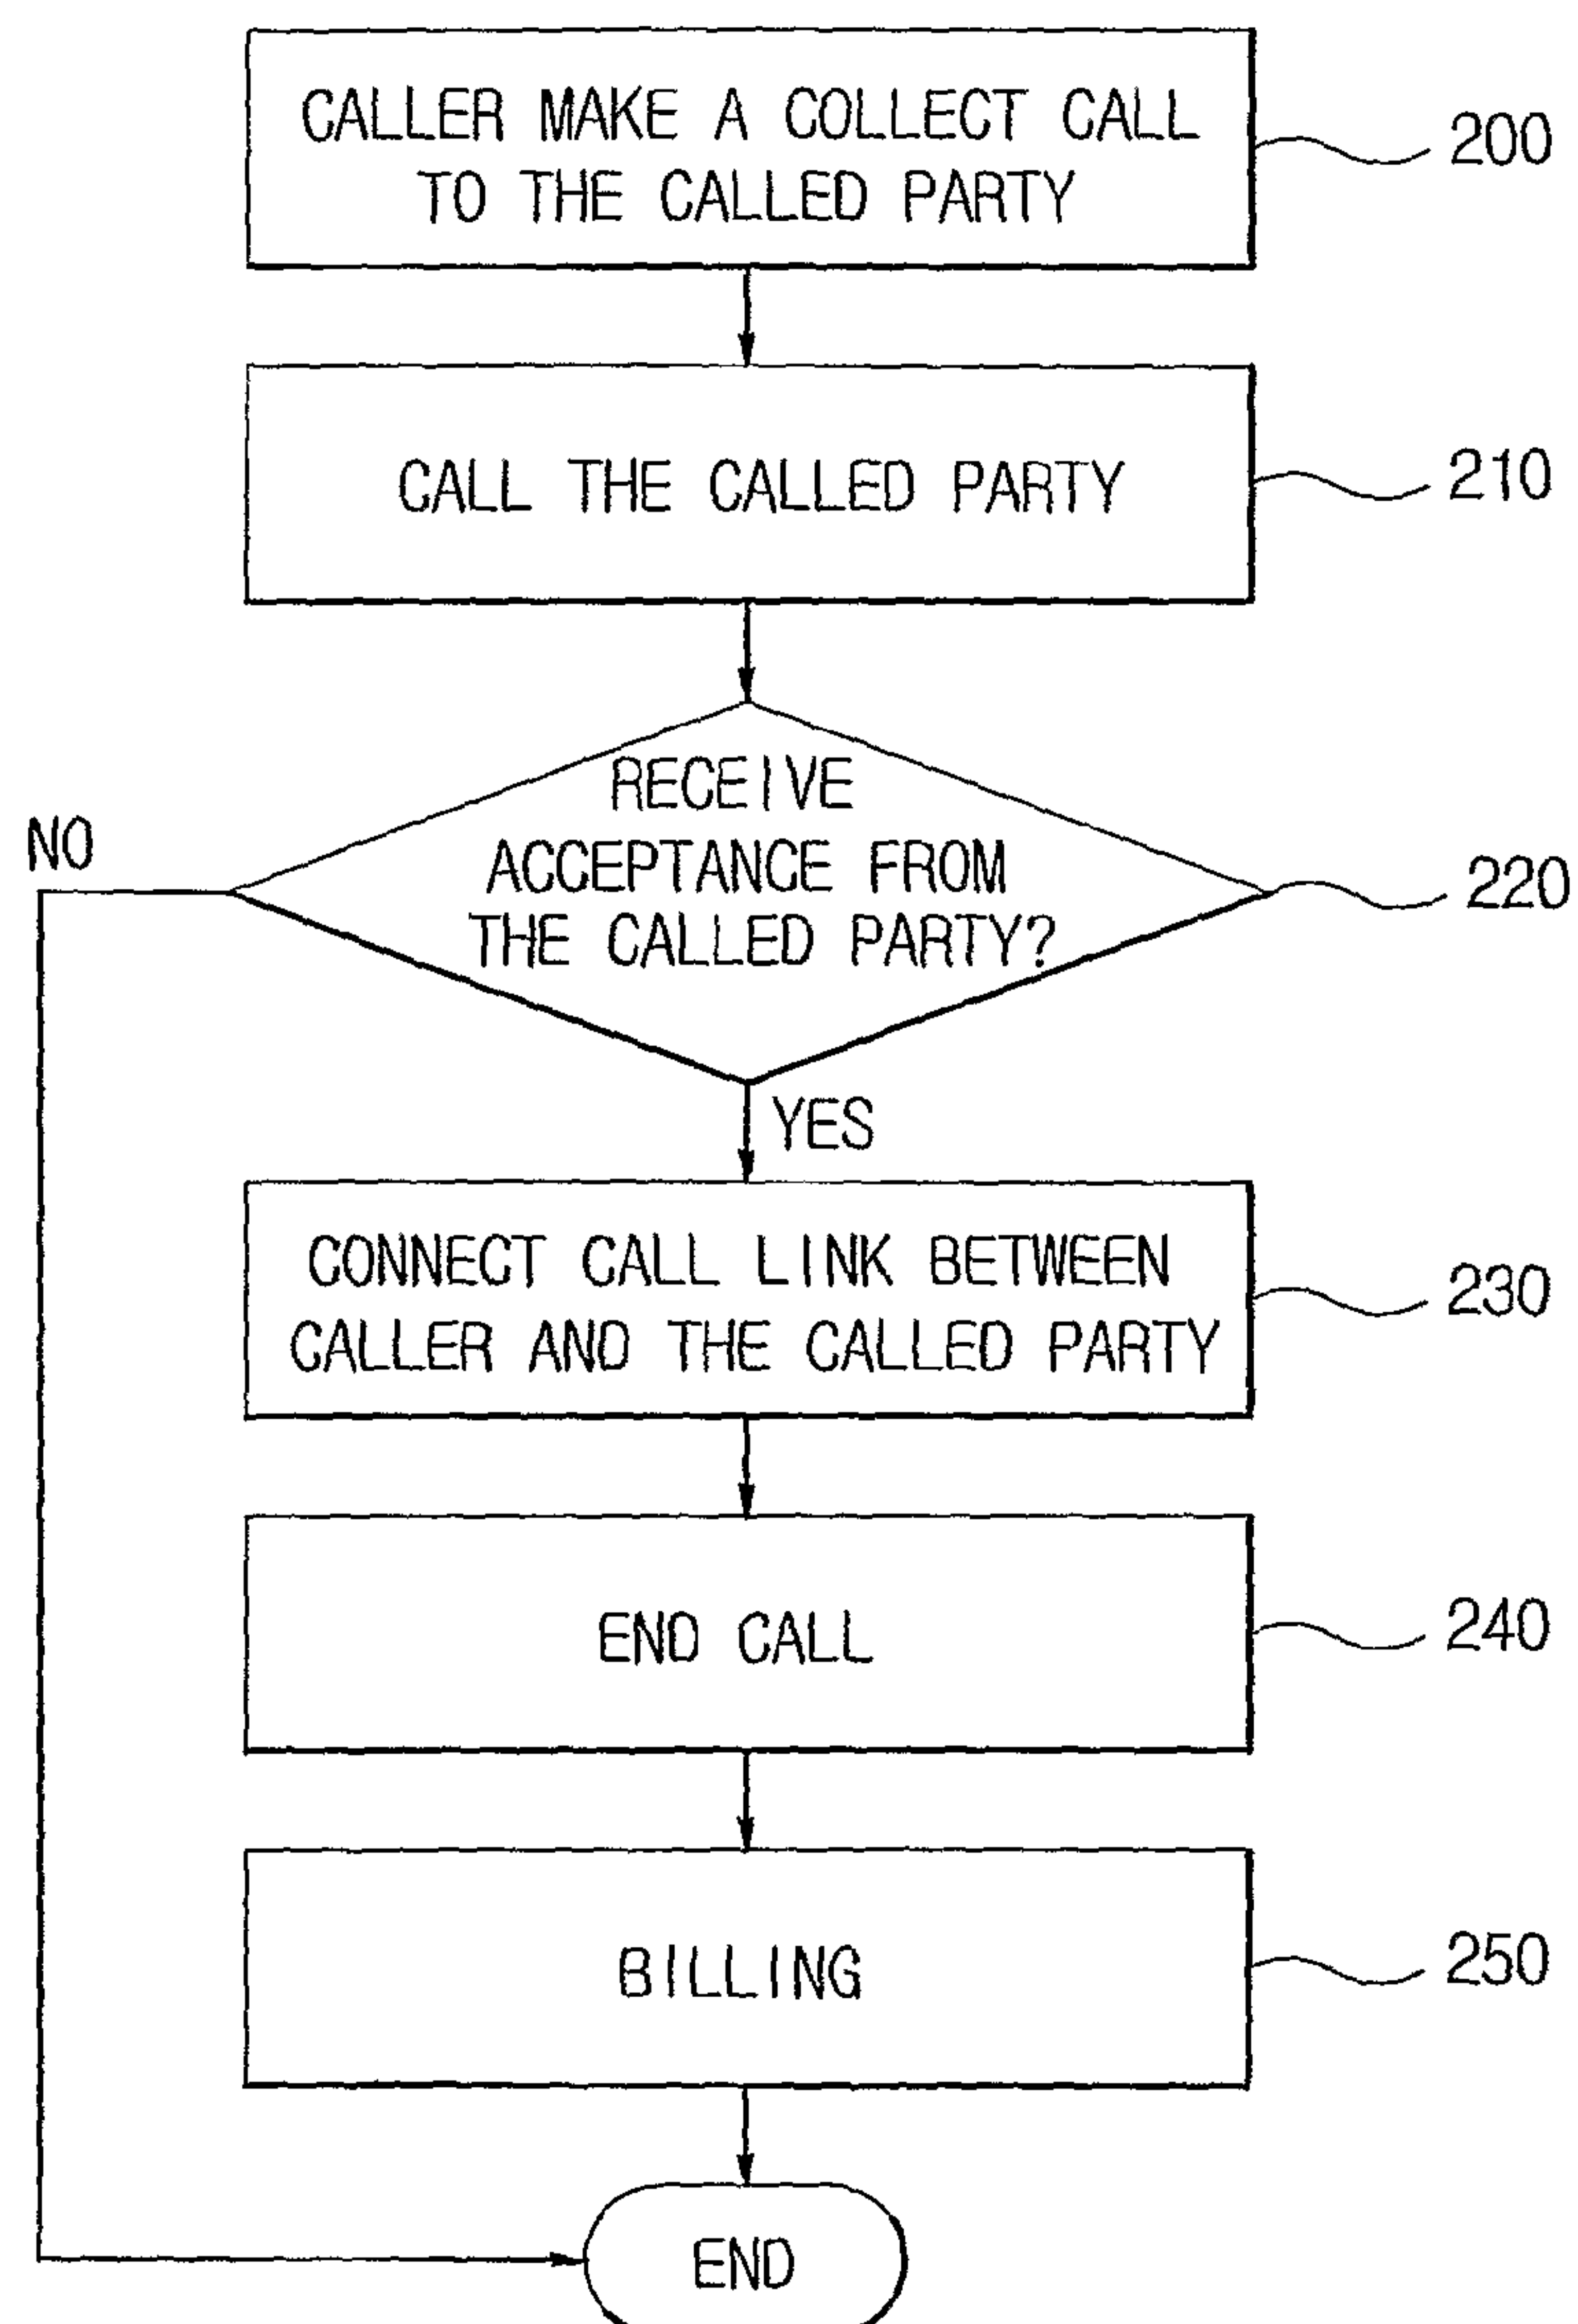 CALLER MAKE A COLLECT CALL
TO THE CALLED PARTY
200
CALL THE CALLED PARTY
210
RECEIVE
ACCEPTANCE FROM
THE CALLED PARTY?
NO
220
YES
CONNECT CALL LINK BETWEEN
CALLER AND THE CALLED PARTY
230
END CALL
240
BILLING
250
END